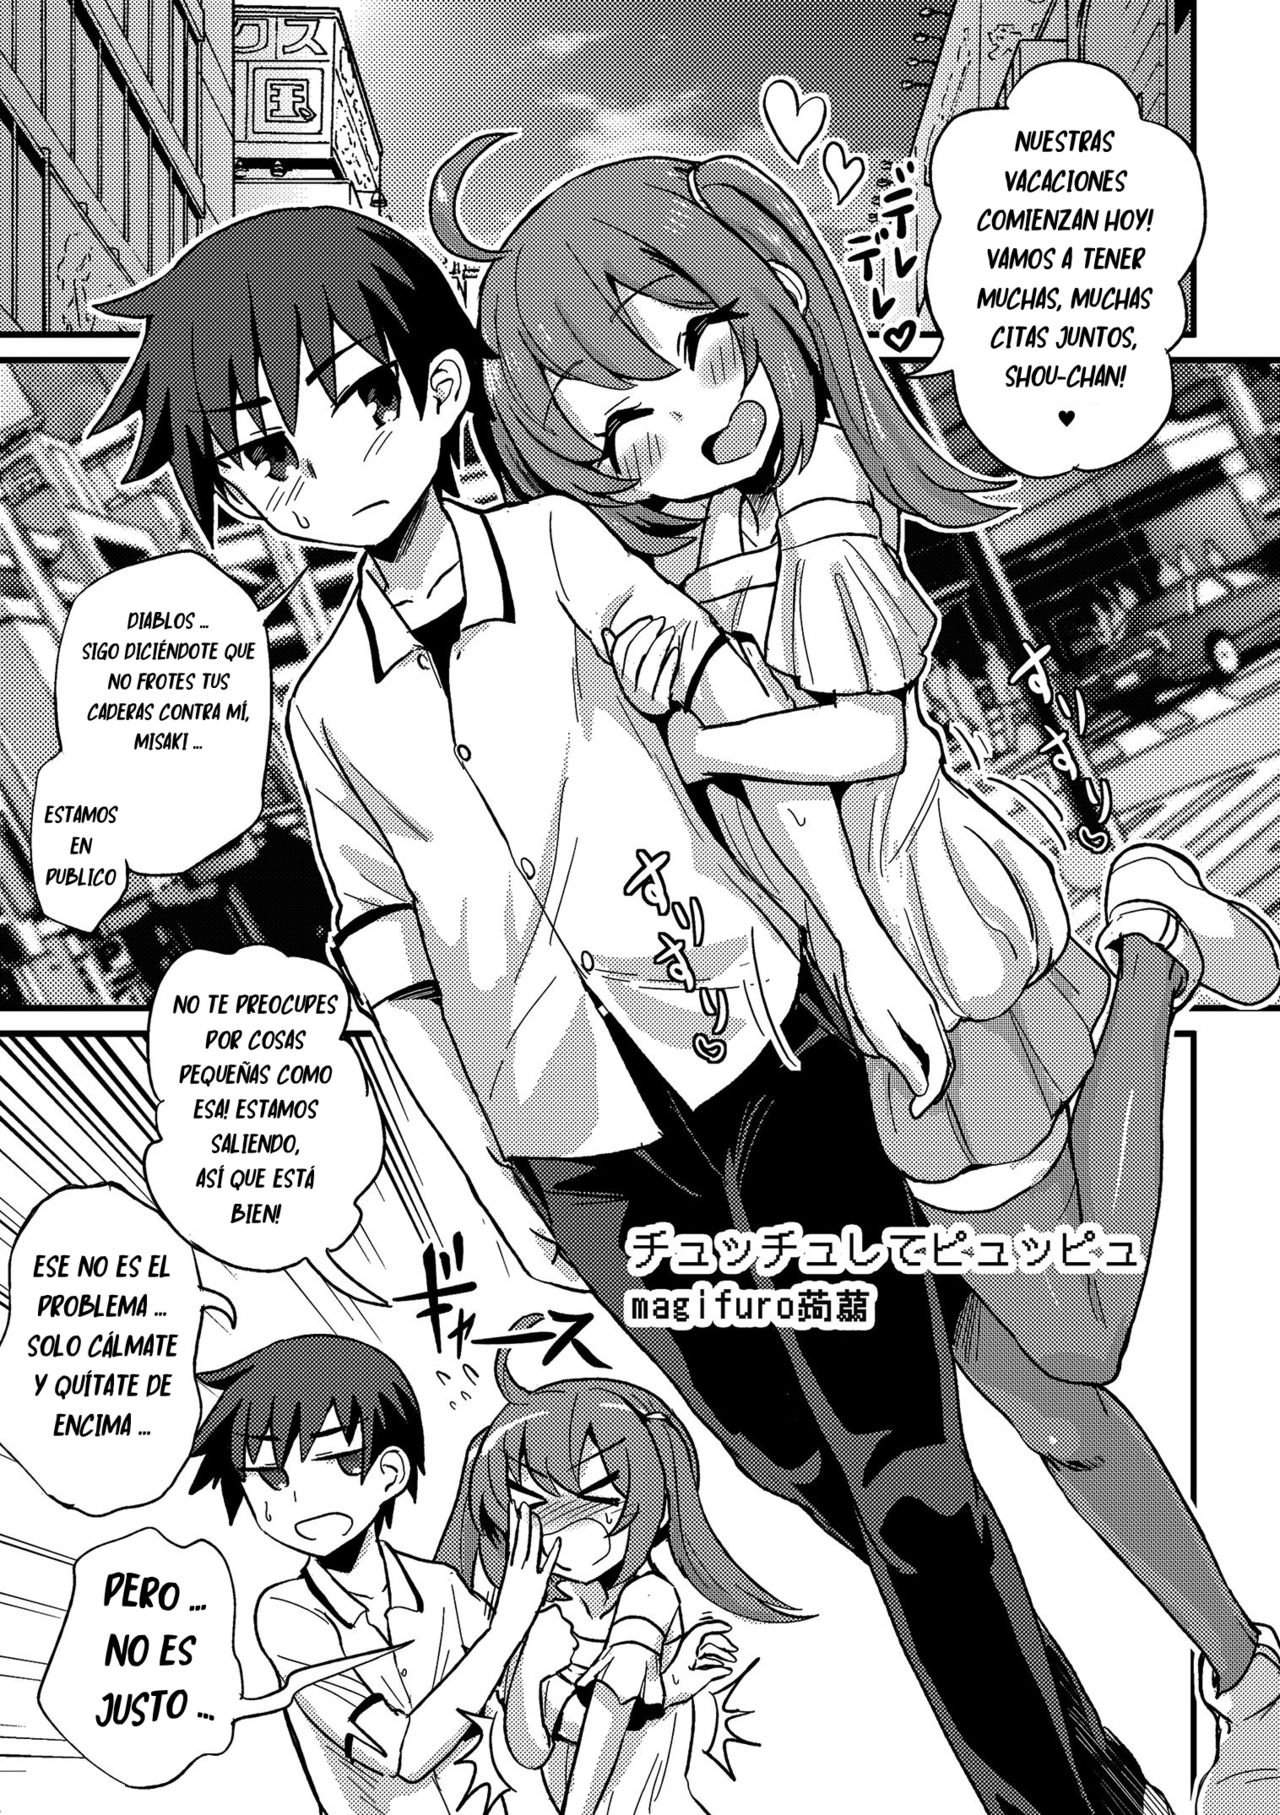 クス
国
NUESTRAS
VACACIONES
COMIENZAN HOY!
VAMOS A TENER
MUCHAS, MUCHAS
CITAS JUNTOS,
SHOU-CHAN!
♥
デレ
デレ♡
DIABLOS ...
SIGO DICIÉNDOTE QUE
NO FROTES TUS
CADERAS CONTRA MÍ,
MISAKI ...
ESTAMOS
EN
PUBLICO
すり
すり♡
すり
すり♡
NO TE PREOCUPES
POR COSAS
PEQUEÑAS COMO
ESA! ESTAMOS
SALIENDO,
ASÍ QUE ESTÁ
BIEN!
チュッチュしてピュッピュ
magifuro蒟蒻
ギャース
ESE NO ES EL
PROBLEMA ...
SOLO CÁLMATE
Y QUÍTATE DE
ENCIMA ...
PERO ...
NO ES
JUSTO ...